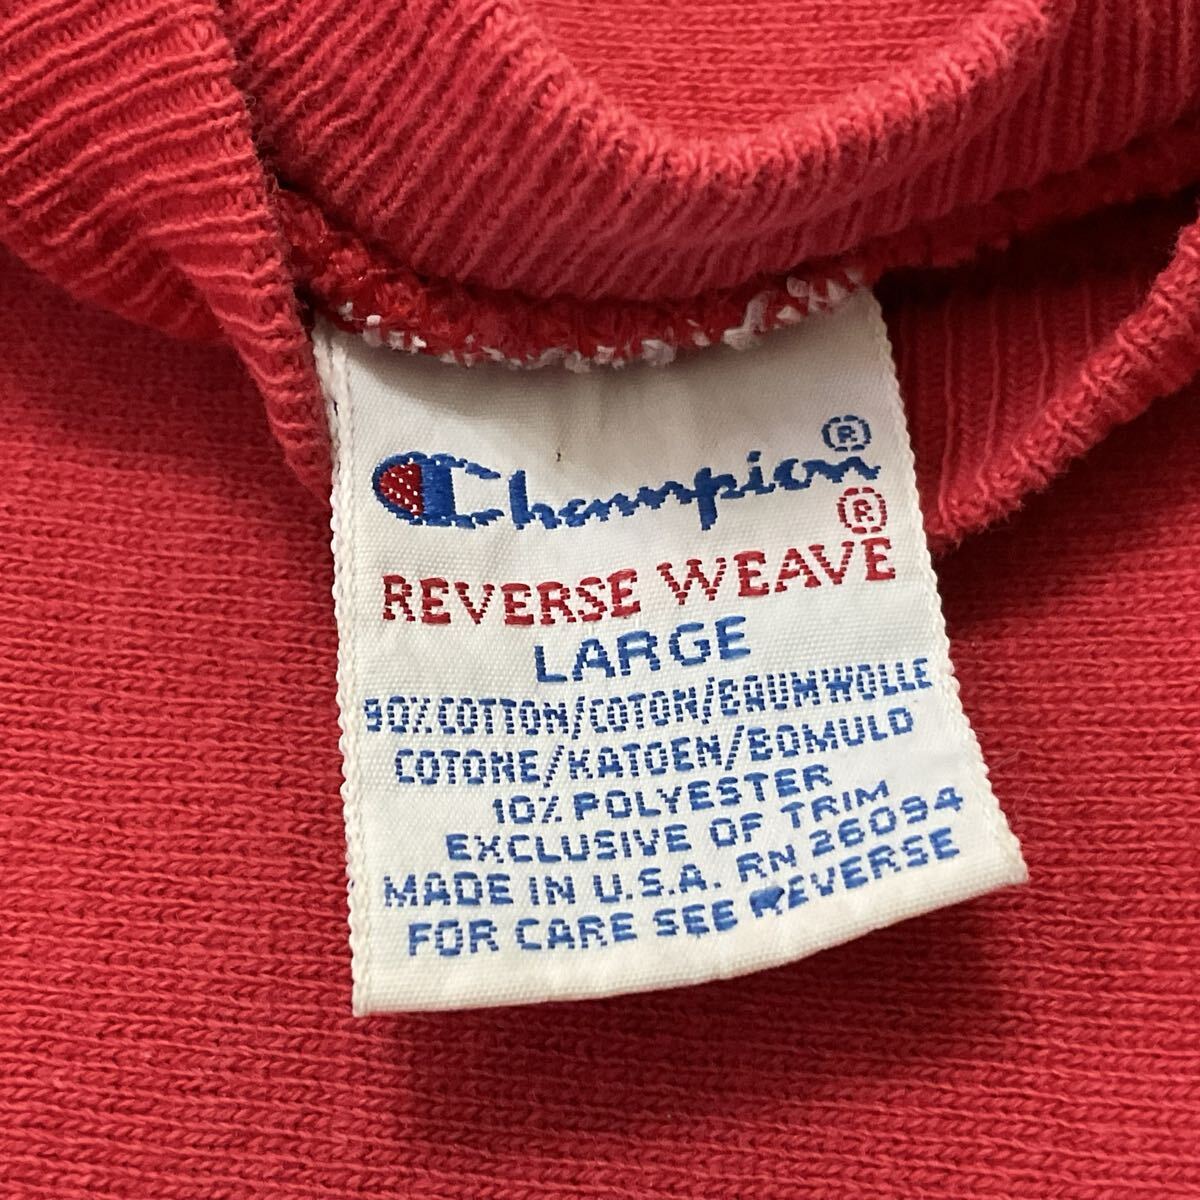 Champion®
REVERSE WEAVE®
LARGE
90% COTTON/COTON/BAUMWOLLE
COTONE/KATOEN/BOMULD
10% POLYESTER
EXCLUSIVE OF TRIM
MADE IN U.S.A. RN 26094
FOR CARE SEE REVERSE